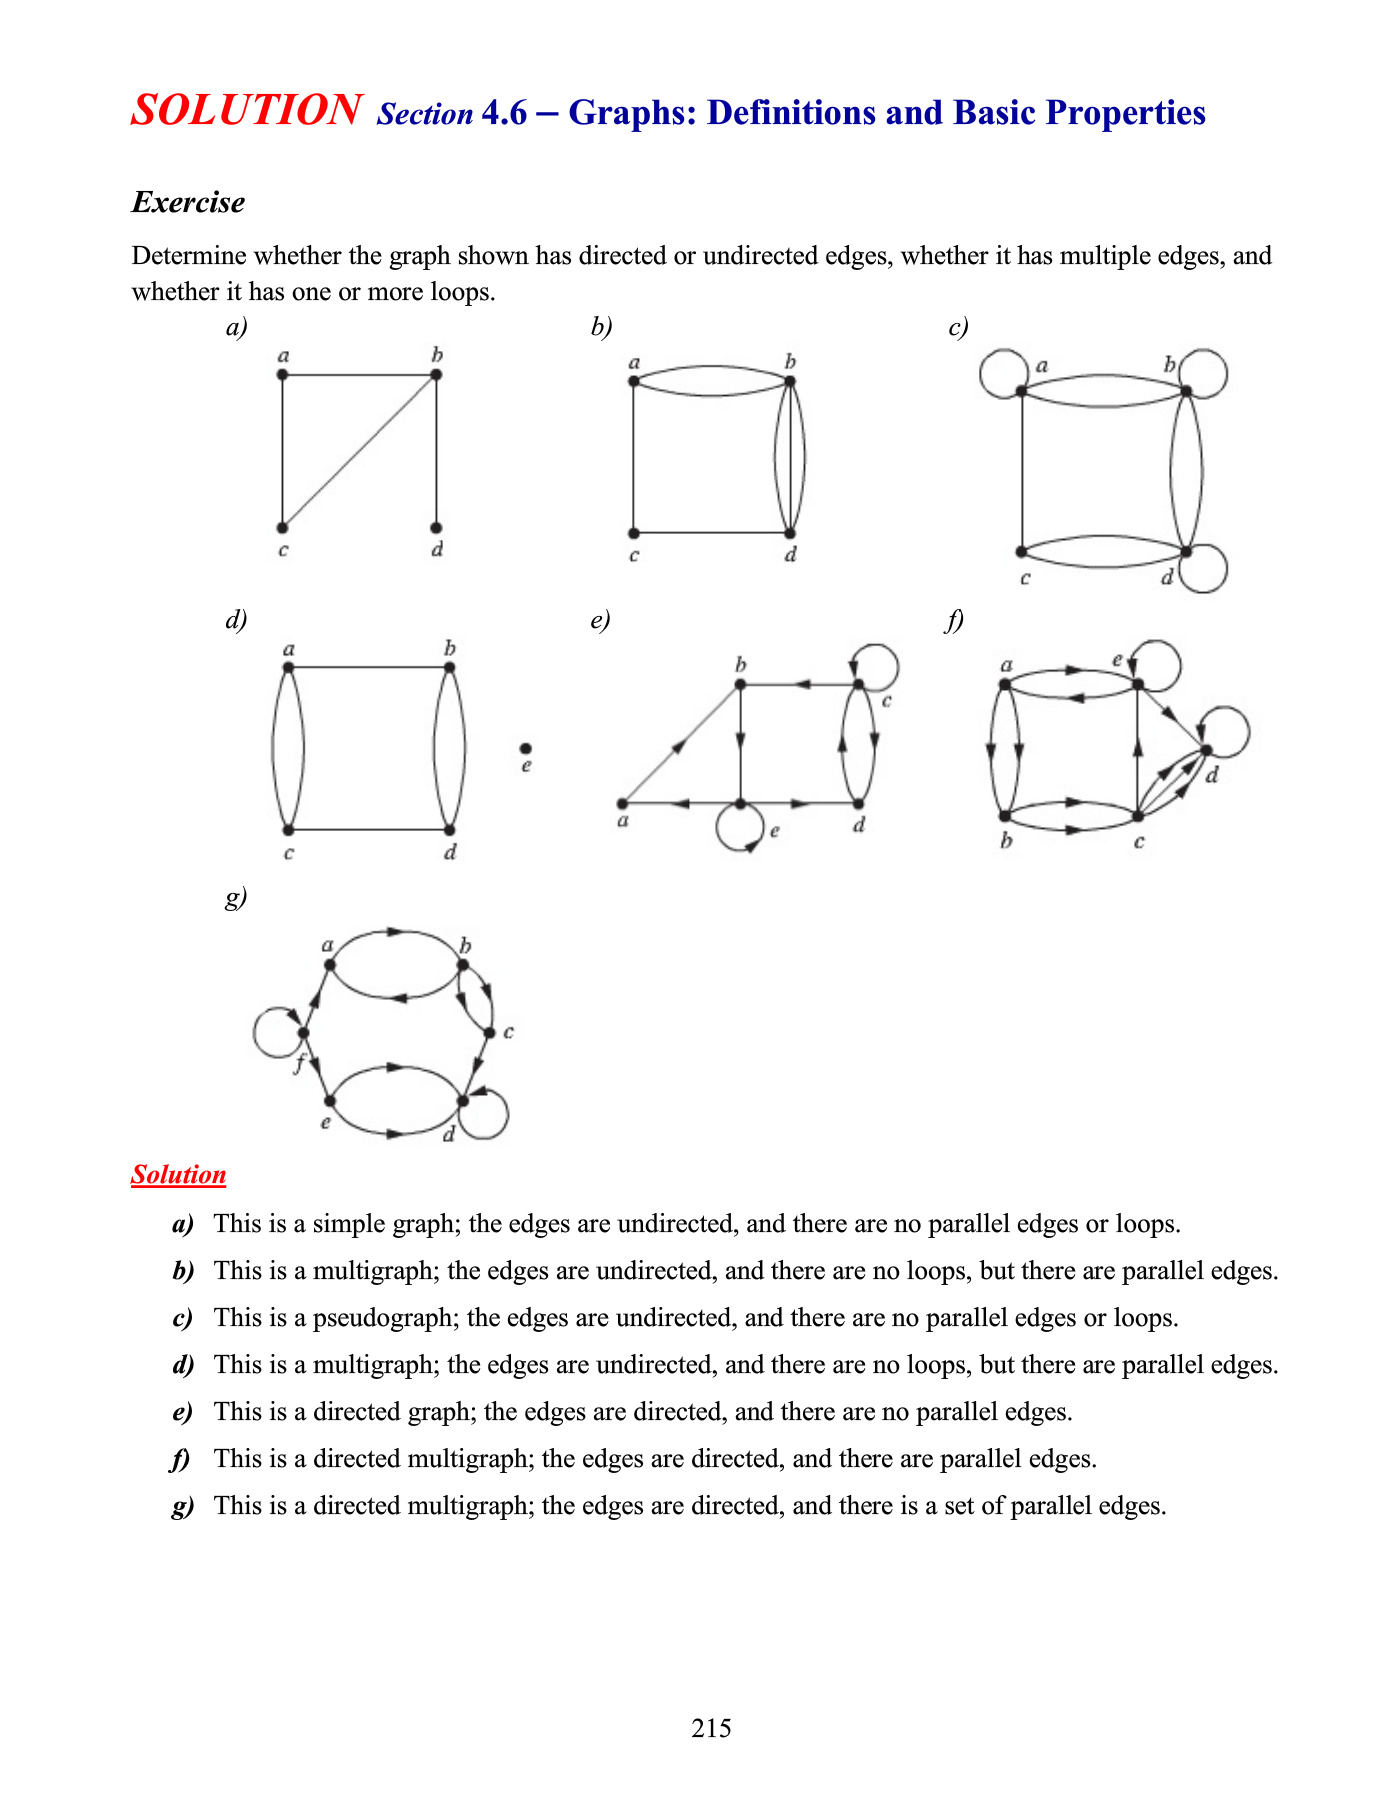 SOLUTION Section 4.6 – Graphs: Definitions and Basic Properties
Exercise
Determine whether the graph shown has directed or undirected edges, whether it has multiple edges, and
whether it has one or more loops.
a) b) c)
a b
c d
a b
c d
a b
c d
d) e) f)
a b
c d
e
b c
a e d
a e
d
b c
g)
a b
f c
e d
Solution
a) This is a simple graph; the edges are undirected, and there are no parallel edges or loops.
b) This is a multigraph; the edges are undirected, and there are no loops, but there are parallel edges.
c) This is a pseudograph; the edges are undirected, and there are no parallel edges or loops.
d) This is a multigraph; the edges are undirected, and there are no loops, but there are parallel edges.
e) This is a directed graph; the edges are directed, and there are no parallel edges.
f) This is a directed multigraph; the edges are directed, and there are parallel edges.
g) This is a directed multigraph; the edges are directed, and there is a set of parallel edges.
215